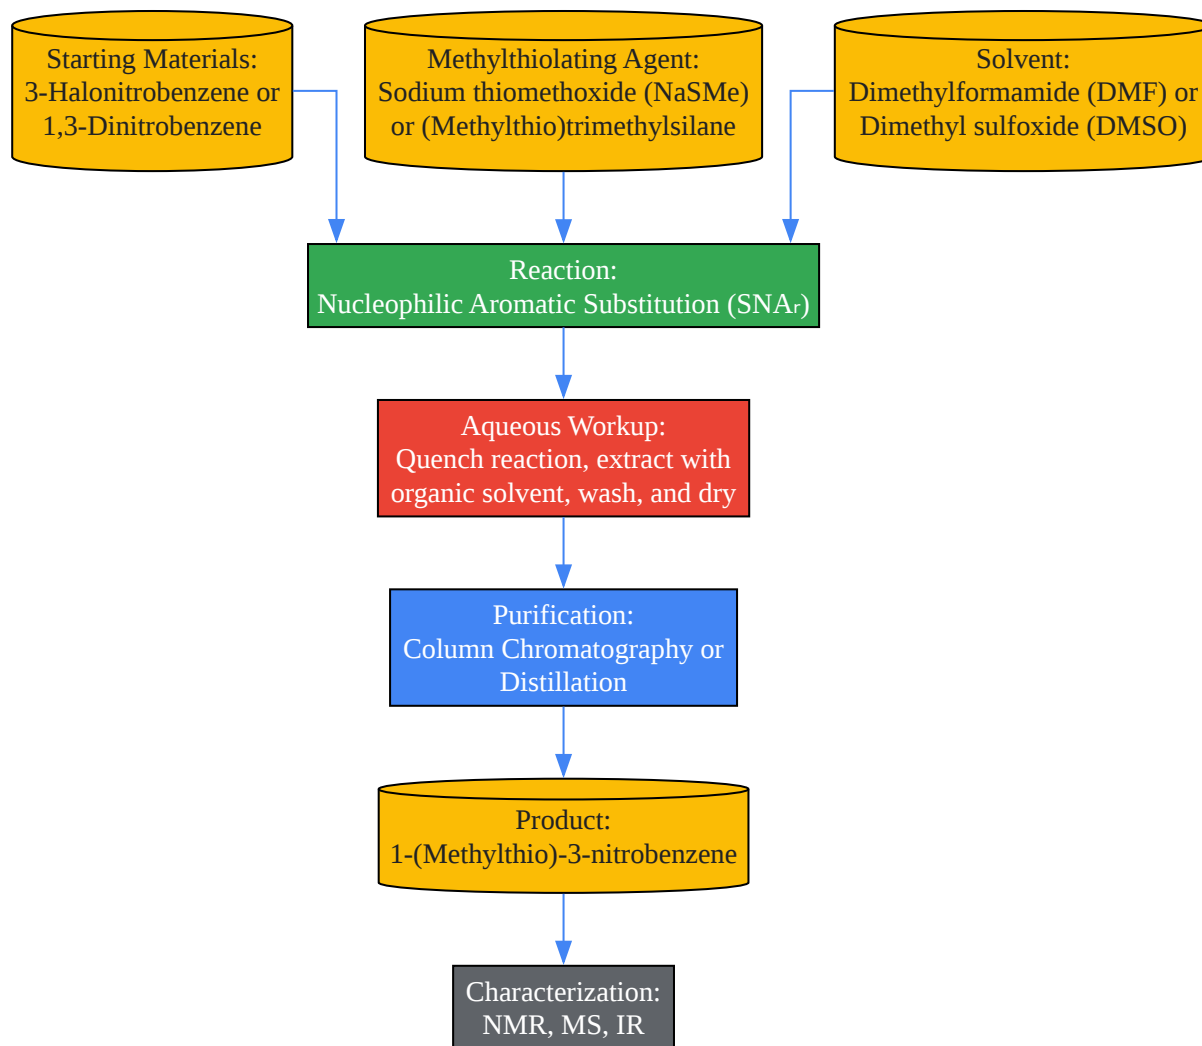 Starting Materials:
3-Halonitrobenzene or
1,3-Dinitrobenzene
Methylthiolating Agent:
Sodium thiomethoxide (NaSMe)
or (Methylthio)trimethylsilane
Solvent:
Dimethylformamide (DMF) or
Dimethyl sulfoxide (DMSO)
Reaction:
Nucleophilic Aromatic Substitution (SNAᵣ)
Aqueous Workup:
Quench reaction, extract with
organic solvent, wash, and dry
Purification:
Column Chromatography or
Distillation
Product:
1-(Methylthio)-3-nitrobenzene
Characterization:
NMR, MS, IR